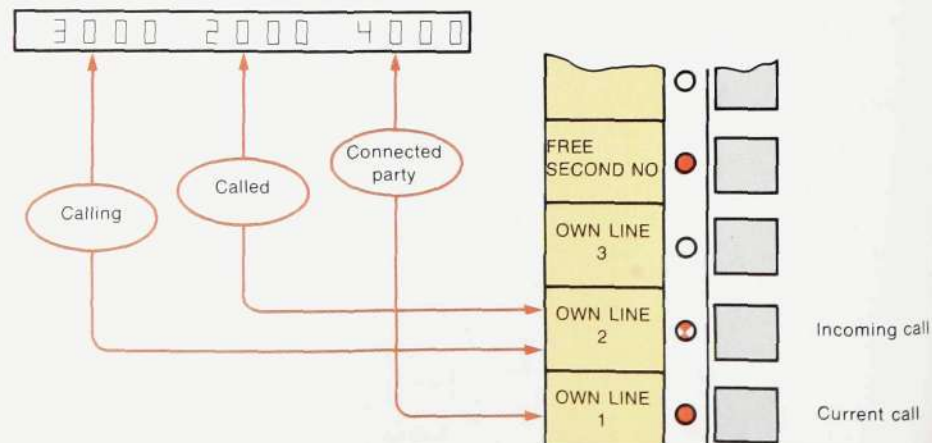 3000 2000 4000
Calling
Called
Connected
party
FREE
SECOND NO
OWN LINE
3
OWN LINE
2
Incoming call
OWN LINE
1
Current call